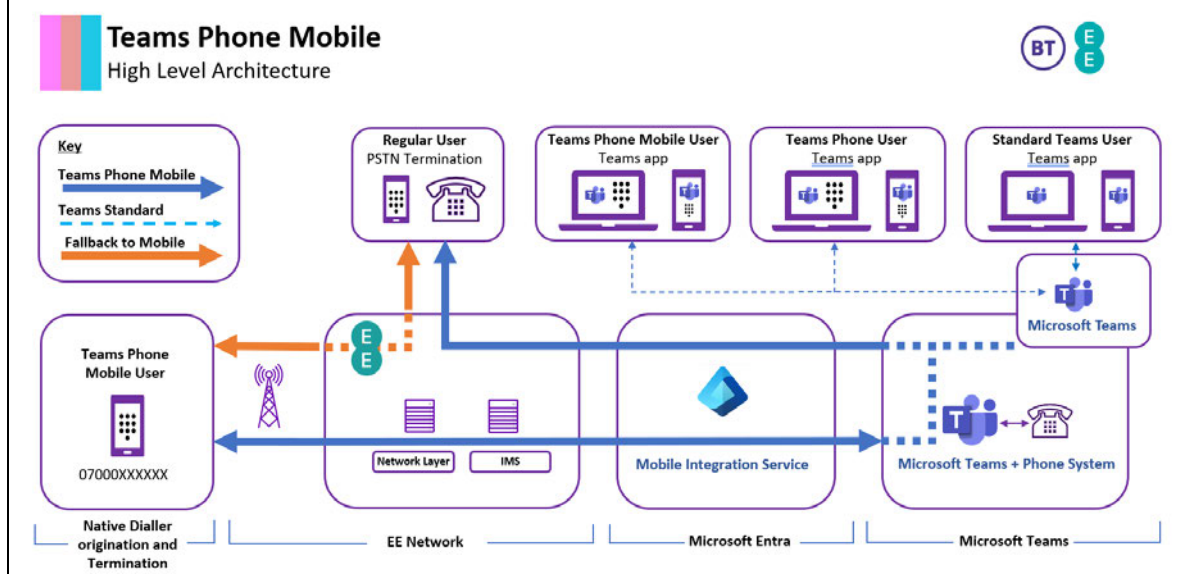 Teams Phone Mobile
High Level Architecture
BT
E
E
Key
Teams Phone Mobile
Teams Standard
Fallback to Mobile
Regular User
PSTN Termination
Teams Phone Mobile User
Teams app
Teams Phone User
Teams app
Standard Teams User
Teams app
T
Microsoft Teams
Teams Phone
Mobile User
07000XXXXXX
E
E
Network Layer
IMS
Mobile Integration Service
T
Microsoft Teams + Phone System
Native Dialler
origination and
Termination
EE Network
Microsoft Entra
Microsoft Teams